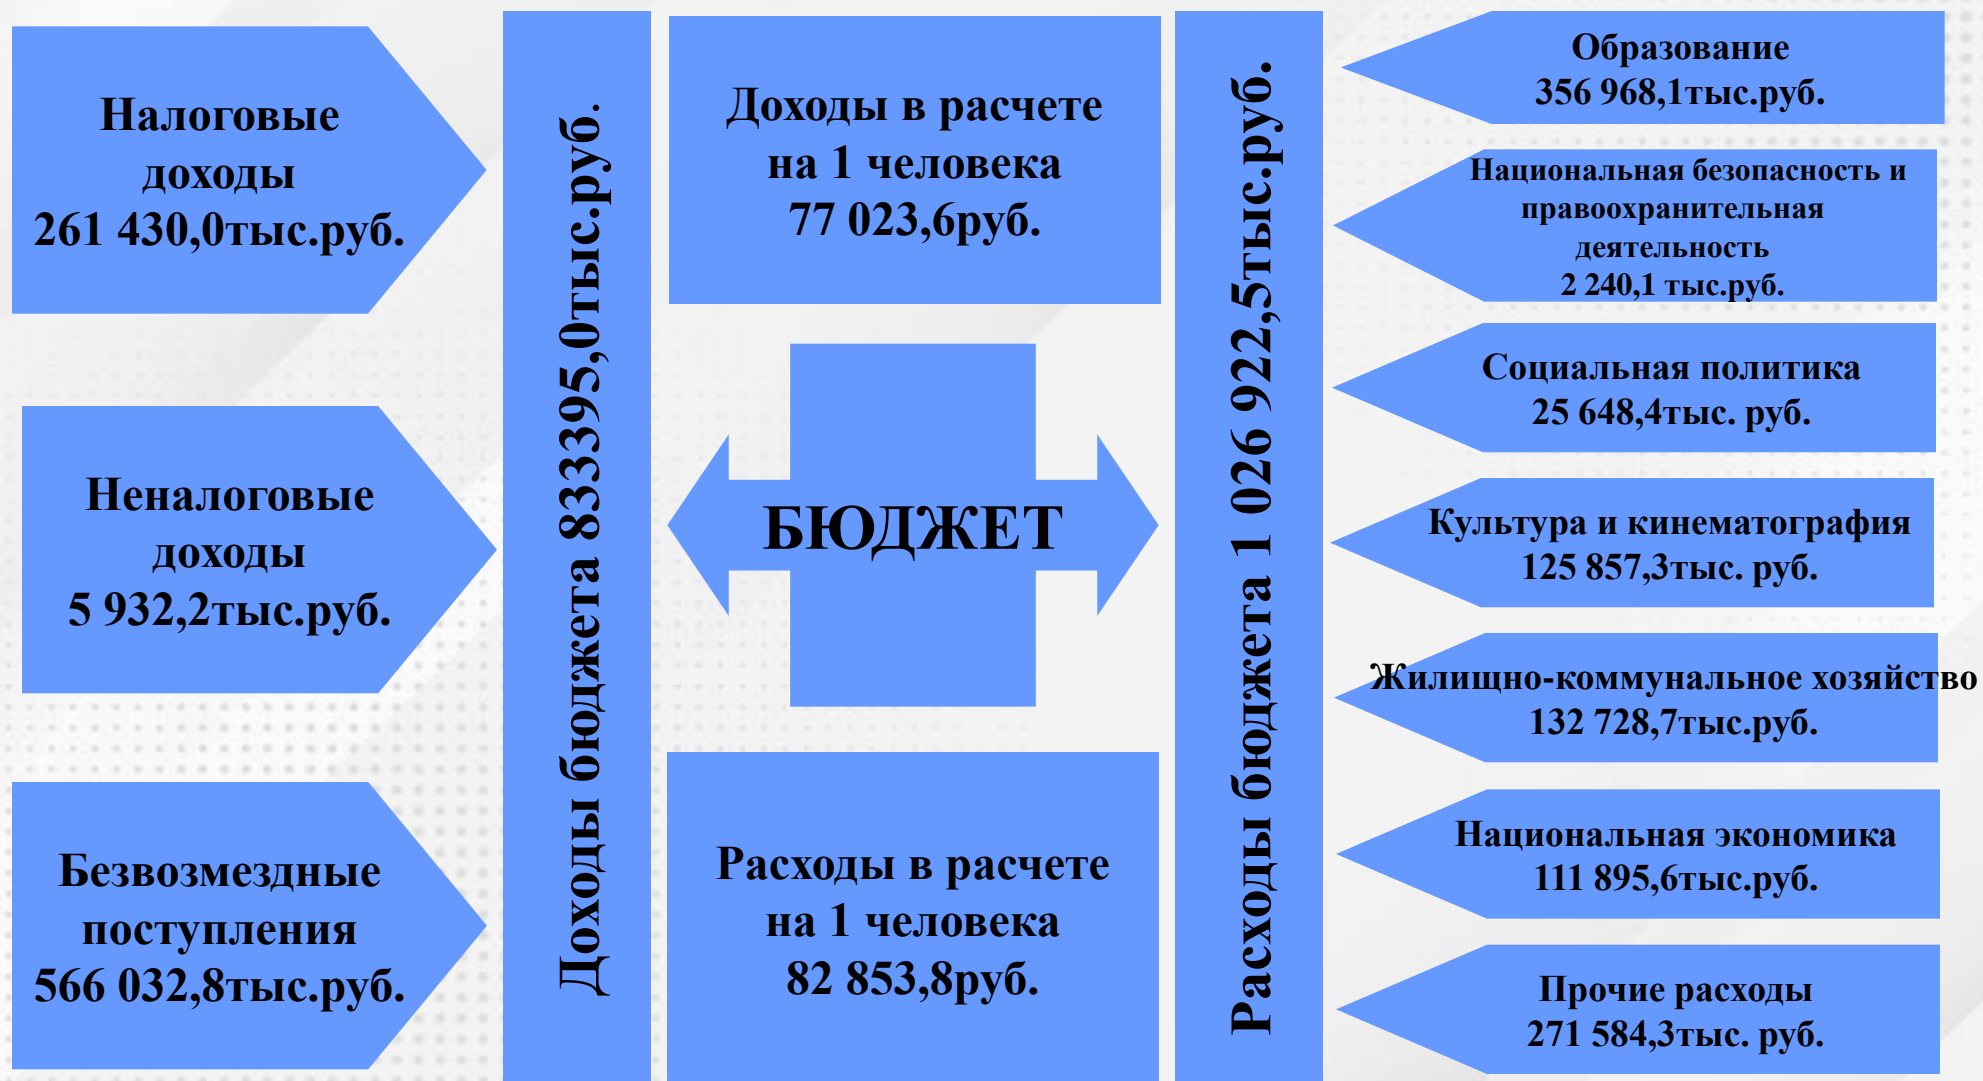 Налоговые
доходы
261 430,0тыс.руб.
Неналоговые
доходы
5 932,2тыс.руб.
Безвозмездные
поступления
566 032,8тыс.руб.
Доходы бюджета 833395,0тыс.руб.
Доходы в расчете
на 1 человека
77 023,6руб.
БЮДЖЕТ
Расходы в расчете
на 1 человека
82 853,8руб.
Расходы бюджета 1 026 922,5тыс.руб.
Образование
356 968,1тыс.руб.
Национальная безопасность и
правоохранительная
деятельность
2 240,1 тыс.руб.
Социальная политика
25 648,4тыс. руб.
Культура и кинематография
125 857,3тыс. руб.
Жилищно-коммунальное хозяйство
132 728,7тыс.руб.
Национальная экономика
111 895,6тыс.руб.
Прочие расходы
271 584,3тыс. руб.